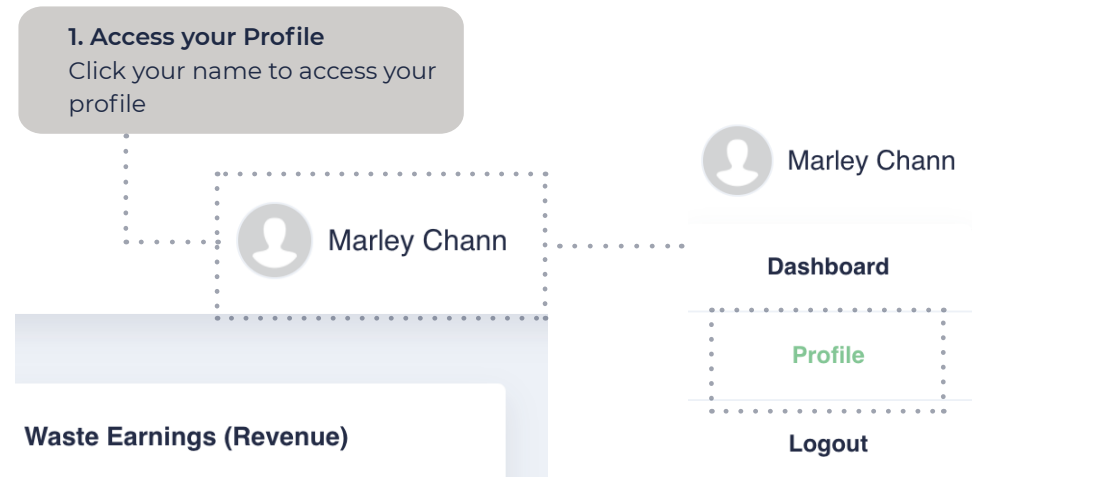 1. Access your Profile
Click your name to access your
profile
Marley Chann
Waste Earnings (Revenue)
Marley Chann
Dashboard
Profile
Logout